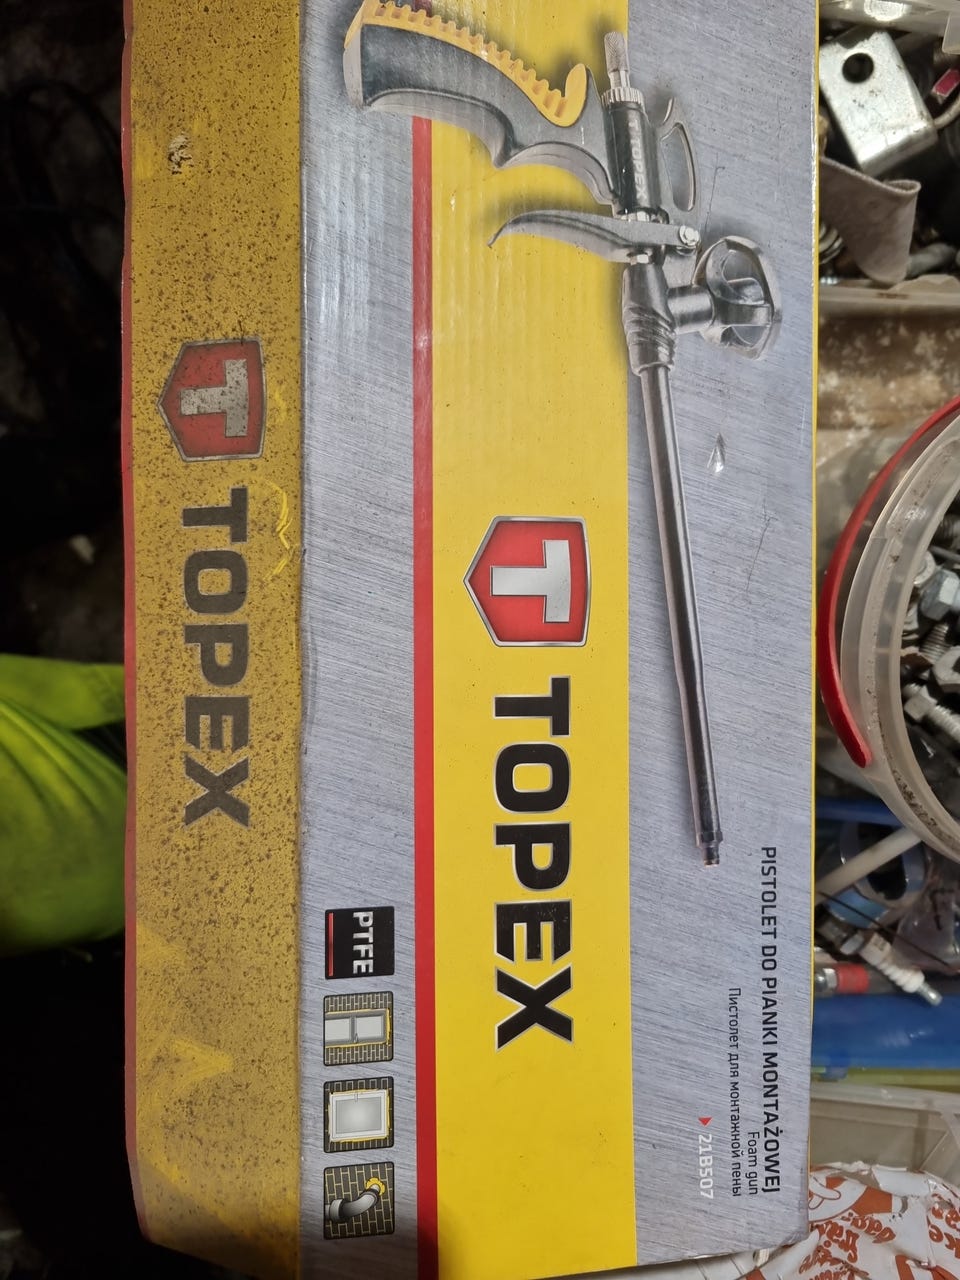 TOPEX
TOPEX
TOPEX
PTFE
PISTOLET DO PIANKI MONTAŻOWEJ
Foam gun
Пистолет для монтажной пены
21B507